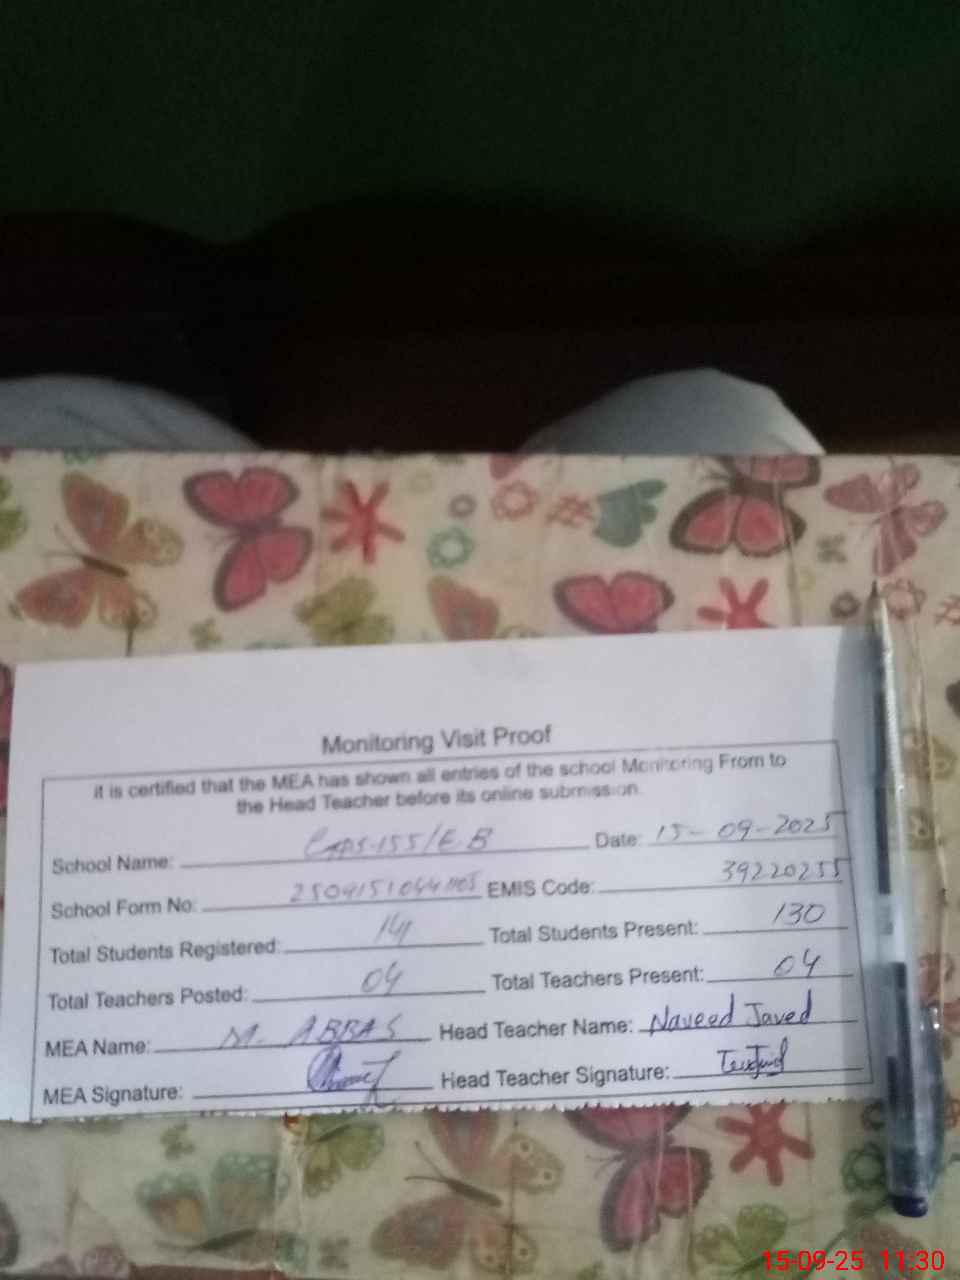 Monitoring Visit Proof
it is certified that the MEA has shown all entries of the school Monitoring From to
the Head Teacher before its online submission.
School Name: GPS-155/E.B Date: 15-09-2025
School Form No: EMIS Code: 39220255
Total Students Registered: Total Students Present: 130
Total Teachers Posted: 04 Total Teachers Present: 04
MEA Name: M. ABBAS Head Teacher Name: Naveed Javed
MEA Signature: Head Teacher Signature:
15-09-25 11:30